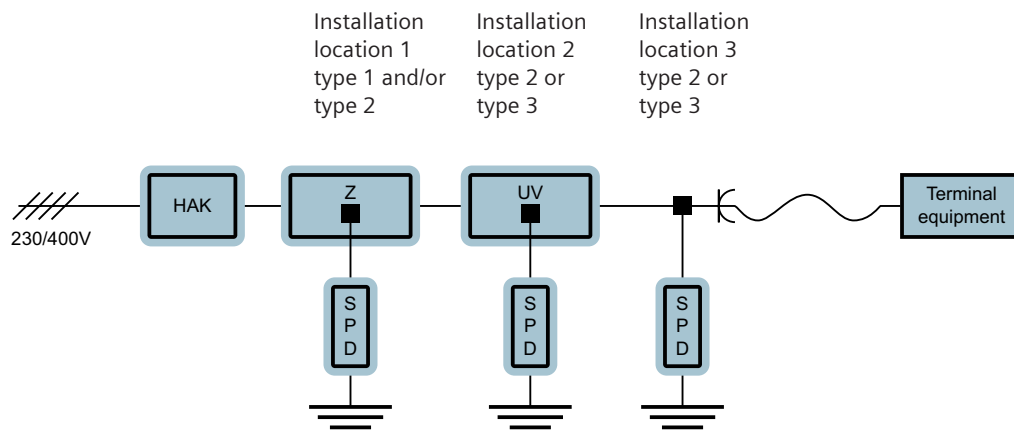 Installation
location 1
type 1 and/or
type 2
Installation
location 2
type 2 or
type 3
Installation
location 3
type 2 or
type 3
230/400V
HAK
Z
UV
Terminal
equipment
S
P
D
S
P
D
S
P
D